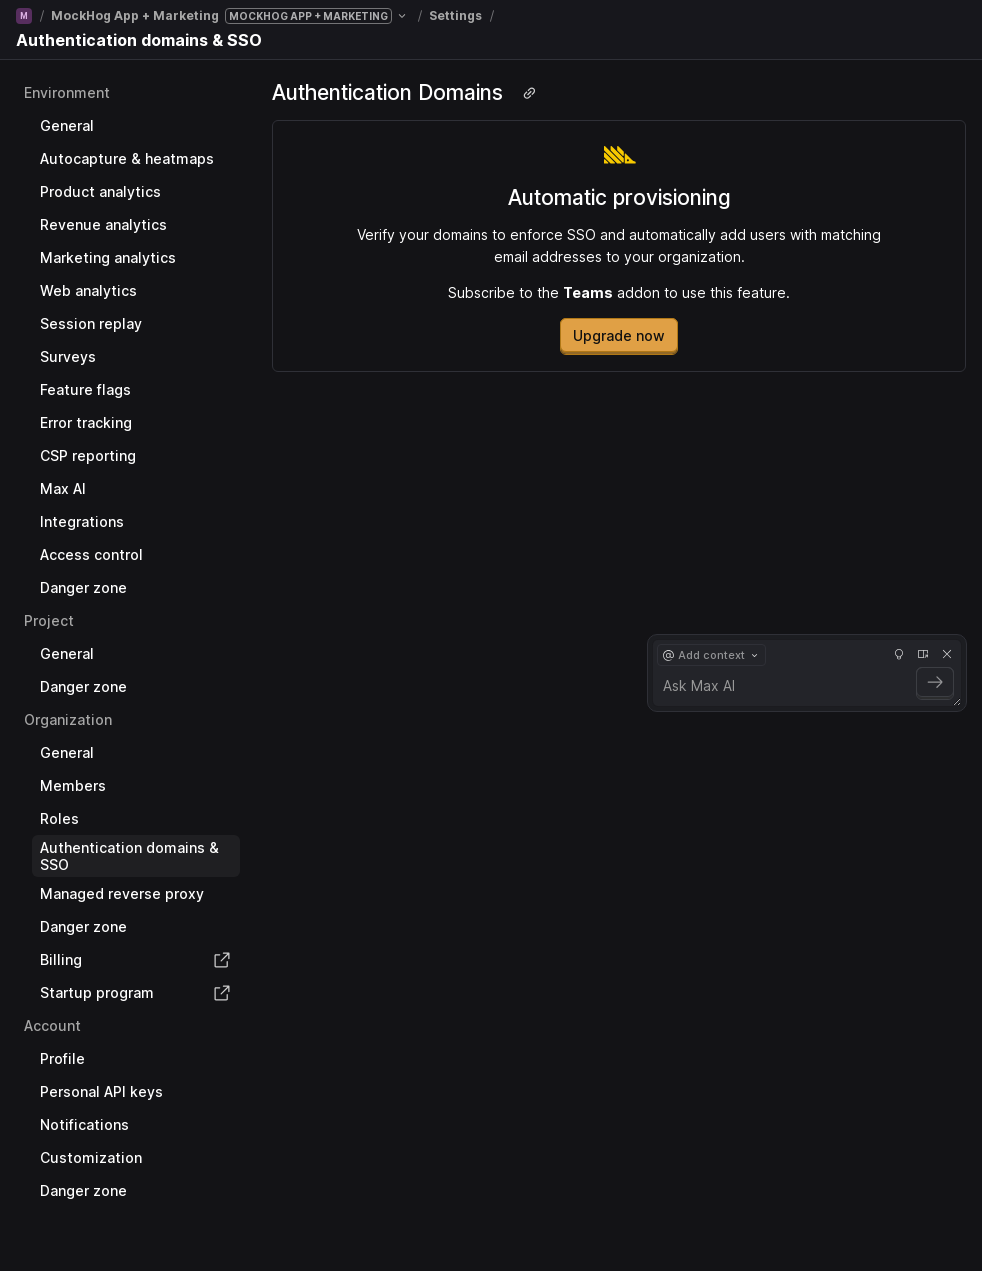 M / MockHog App + Marketing MOCKHOG APP + MARKETING / Settings /
Authentication domains & SSO
Environment
General
Autocapture & heatmaps
Product analytics
Revenue analytics
Marketing analytics
Web analytics
Session replay
Surveys
Feature flags
Error tracking
CSP reporting
Max AI
Integrations
Access control
Danger zone
Project
General
Danger zone
Organization
General
Members
Roles
Authentication domains &
SSO
Managed reverse proxy
Danger zone
Billing
Startup program
Account
Profile
Personal API keys
Notifications
Customization
Danger zone
Authentication Domains
Automatic provisioning
Verify your domains to enforce SSO and automatically add users with matching
email addresses to your organization.
Subscribe to the Teams addon to use this feature.
Upgrade now
@ Add context
Ask Max AI